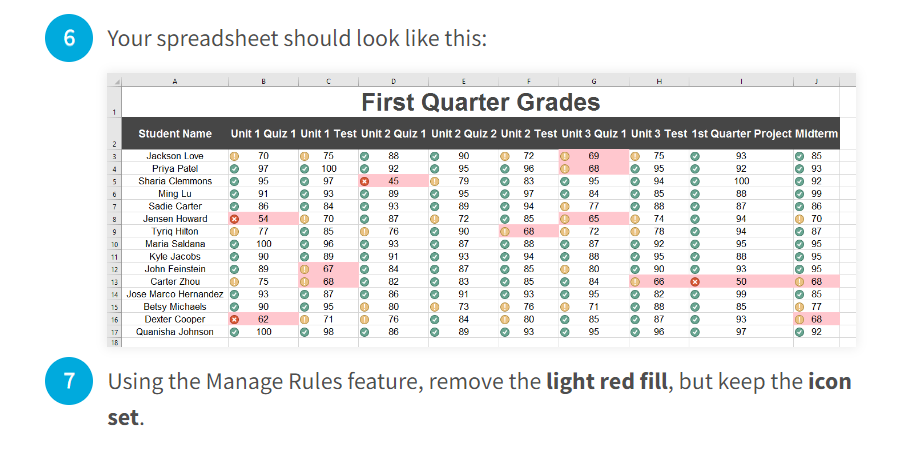 6 Your spreadsheet should look like this:
A B C D E F G H I J
1 First Quarter Grades
2 Student Name Unit 1 Quiz 1 Unit 1 Test Unit 2 Quiz 1 Unit 2 Quiz 2 Unit 2 Test Unit 3 Quiz 1 Unit 3 Test 1st Quarter Project Midterm
3 Jackson Love 70 75 88 90 72 69 75 93 85
4 Priya Patel 97 100 92 95 96 68 95 92 93
5 Sharla Clemmons 95 97 45 79 83 95 94 100 92
6 Ming Lu 91 93 89 95 97 84 85 88 99
7 Sadie Carter 86 84 93 89 94 77 88 87 86
8 Jensen Howard 54 70 87 72 85 65 74 94 70
9 Tyriq Hilton 77 85 76 90 68 72 78 94 87
10 Maria Saldana 100 96 93 87 88 87 92 95 95
11 Kyle Jacobs 90 89 91 93 94 88 95 88 95
12 John Feinstein 89 67 84 87 85 80 90 93 95
13 Carter Zhou 75 68 82 83 85 84 66 50 68
14 Jose Marco Hernandez 93 87 86 91 93 95 82 99 85
15 Betsy Michaels 90 95 80 73 76 71 88 85 77
16 Dexter Cooper 62 71 76 84 80 85 87 93 68
17 Quanisha Johnson 100 98 86 89 93 95 96 97 92
18
7 Using the Manage Rules feature, remove the light red fill, but keep the icon
set.